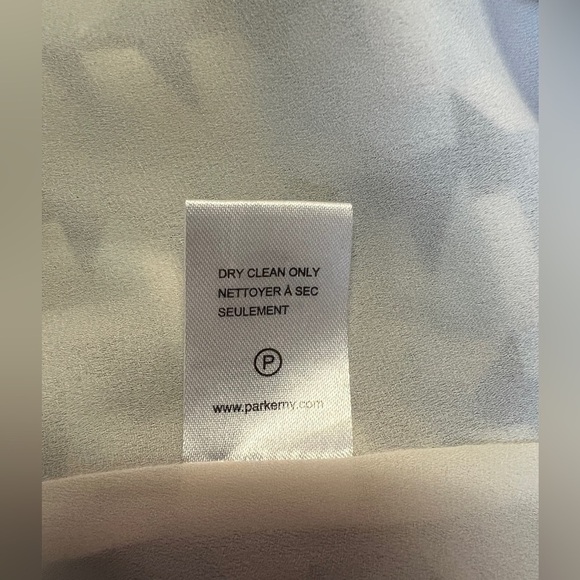 DRY CLEAN ONLY
NETTOYER À SEC
SEULEMENT
P
www.parkerny.com